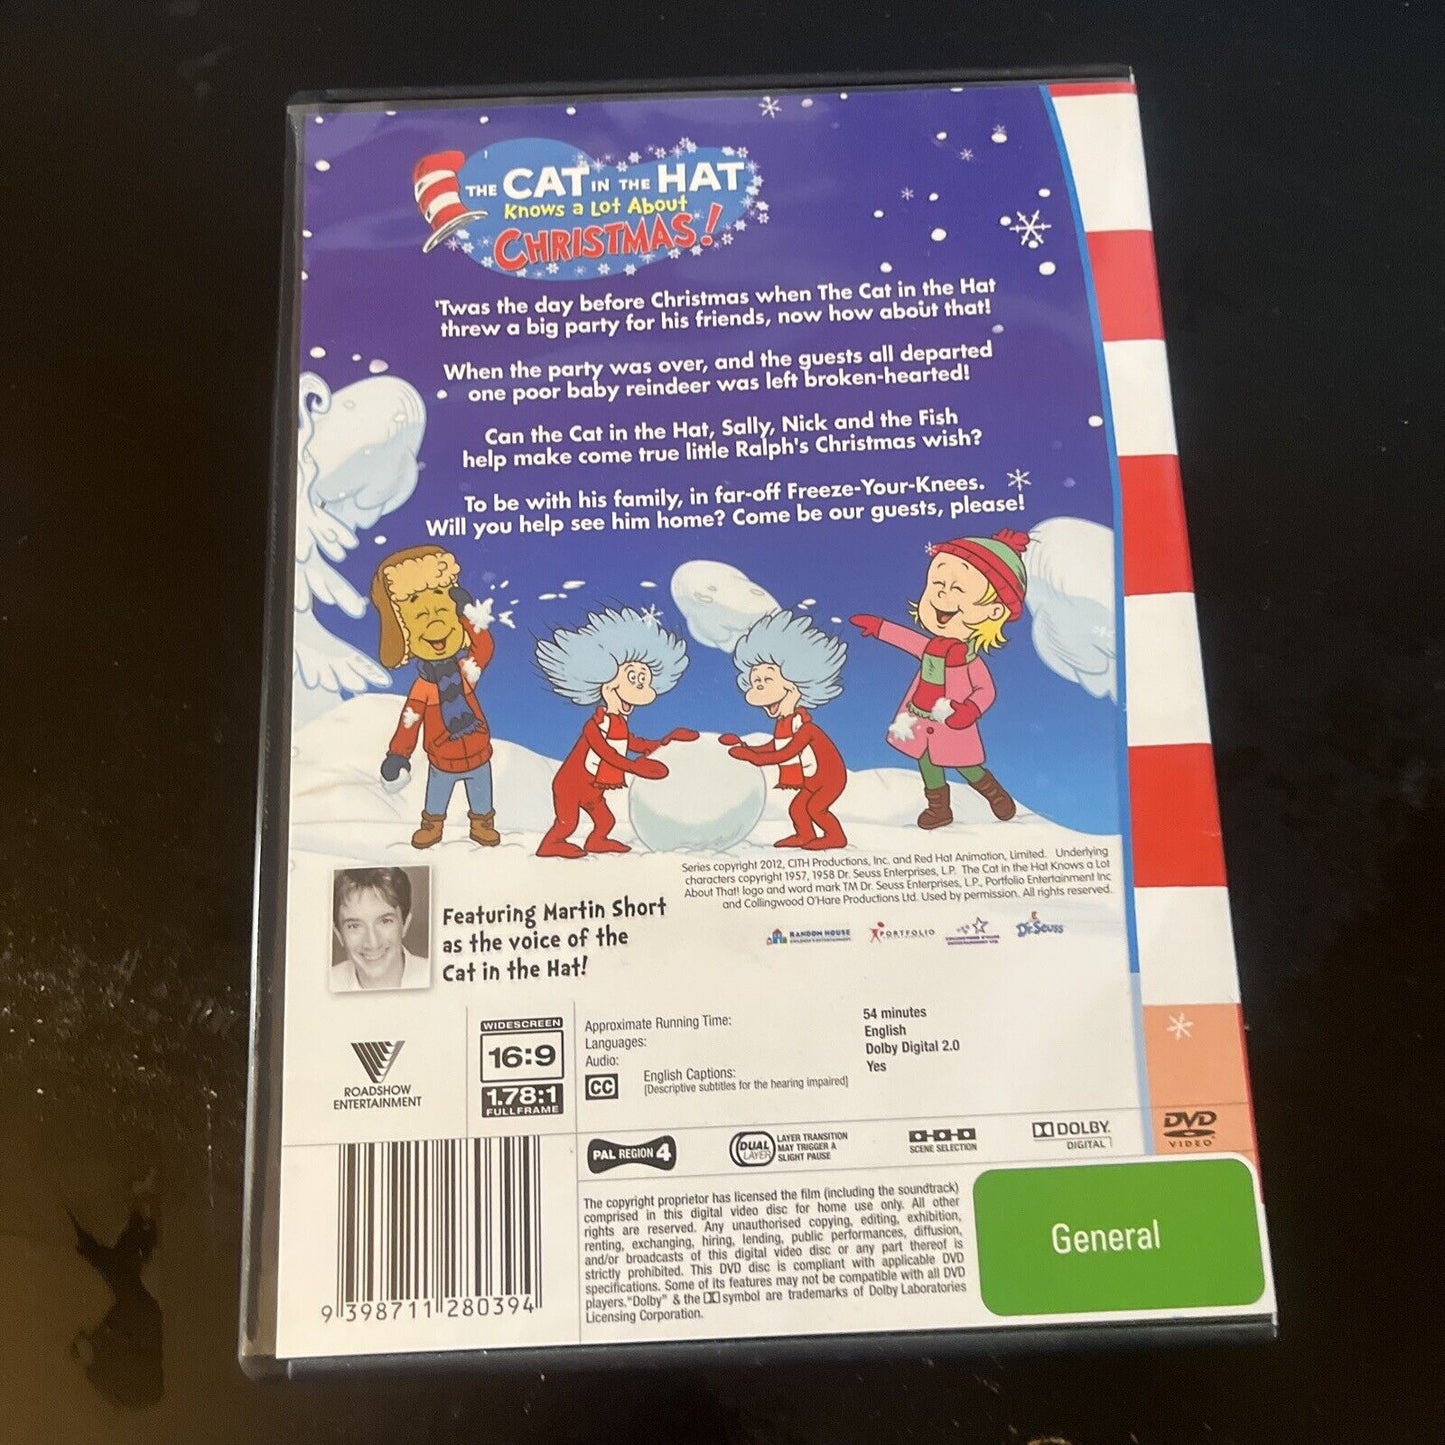 THE CAT IN THE HAT
Knows a Lot About
CHRISTMAS!
'Twas the day before Christmas when The Cat in the Hat
threw a big party for his friends, now how about that!
When the party was over, and the guests all departed
one poor baby reindeer was left broken-hearted!
Can the Cat in the Hat, Sally, Nick and the Fish
help make come true little Ralph's Christmas wish?
To be with his family, in far-off Freeze-Your-Knees.
Will you help see him home? Come be our guests, please!
Series copyright 2012, CITH Productions, Inc. and Red Hat Animation, Limited. Underlying
characters copyright 1957, 1958 Dr. Seuss Enterprises, L.P. The Cat in the Hat Knows a Lot
About That! logo and word mark TM Dr. Seuss Enterprises, L.P., Portfolio Entertainment Inc
and Collingwood O'Hare Productions Ltd. Used by permission. All rights reserved.
Featuring Martin Short
as the voice of the
Cat in the Hat!
RANDOM HOUSE
PORTFOLIO
Dr. Seuss
ROADSHOW
ENTERTAINMENT
WIDESCREEN
16:9
1.78:1
FULLFRAME
Approximate Running Time: 54 minutes
Languages: English
Audio: Dolby Digital 2.0
CC English Captions: Yes
[Descriptive subtitles for the hearing impaired]
PAL REGION 4
DUAL LAYER
LAYER TRANSITION
MAY TRIGGER A
SLIGHT PAUSE
SCENE SELECTION
DOLBY
DIGITAL
DVD
VIDEO
The copyright proprietor has licensed the film (including the soundtrack)
comprised in this digital video disc for home use only. All other
rights are reserved. Any unauthorised copying, editing, exhibition,
renting, exchanging, hiring, lending, public performances, diffusion,
and/or broadcasts of this digital video disc or any part thereof is
strictly prohibited. This DVD disc is compliant with applicable DVD
specifications. Some of its features may not be compatible with all DVD
players."Dolby" & the symbol are trademarks of Dolby Laboratories
Licensing Corporation.
General
9 398711 280394